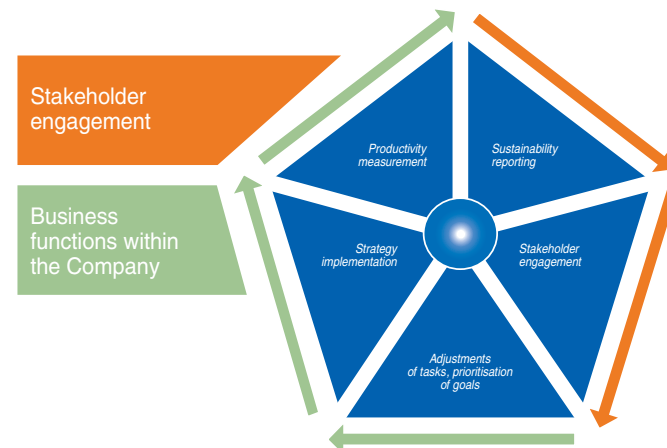 Stakeholder
engagement
Business
functions within
the Company
Productivity
measurement
Sustainability
reporting
Strategy
implementation
Stakeholder
engagement
Adjustments
of tasks, prioritisation
of goals